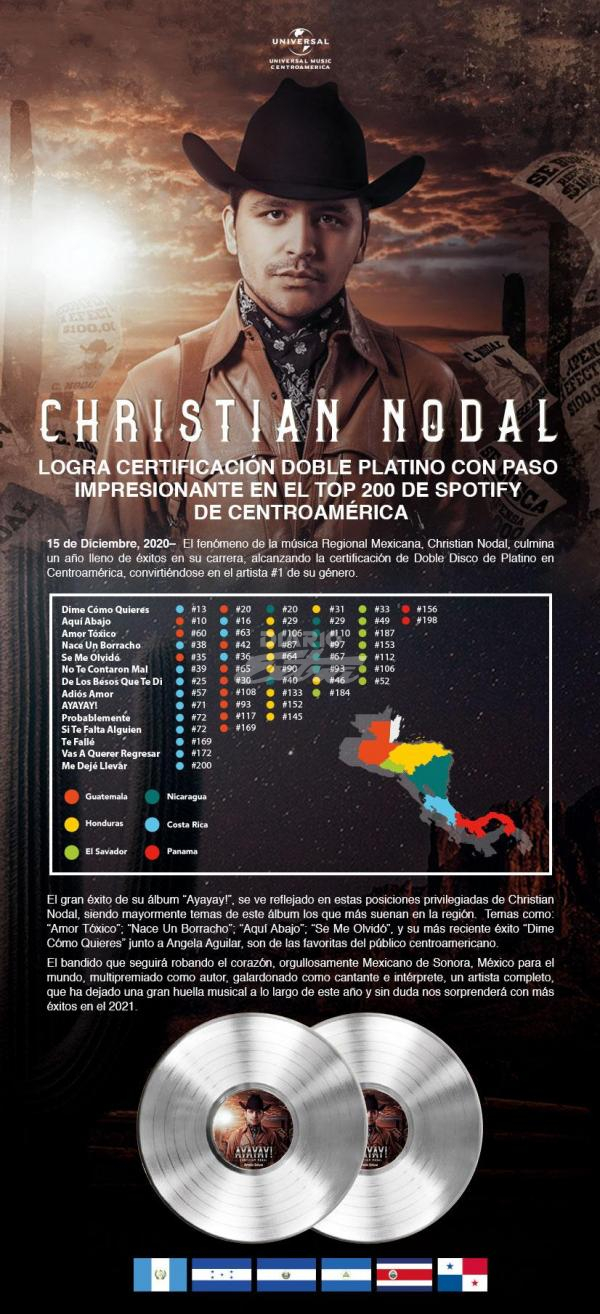 UNIVERSAL
UNIVERSAL MUSIC
CENTROAMERICA
$100,00
C. NODAL
CHRISTIAN NODAL
LOGRA CERTIFICACIÓN DOBLE PLATINO CON PASO
IMPRESIONANTE EN EL TOP 200 DE SPOTIFY
DE CENTROAMÉRICA
15 de Diciembre, 2020– El fenómeno de la música Regional Mexicana, Christian Nodal, culmina
un año lleno de éxitos en su carrera, alcanzando la certificación de Doble Disco de Platino en
Centroamérica, convirtiéndose en el artista #1 de su género.
Dime Cómo Quieres #13 #20 #20 #31 #33 #156
Aquí Abajo #10 #16 #29 #29 #49 #198
Amor Tóxico #60 #63 #106 #110 #187
Nace Un Borracho #38 #42 #87 #97 #153
Se Me Olvidó #35 #36 #64 #67 #112
No Te Contaron Mal #39 #65 #90 #93 #106
De Los Besos Que Te Di #25 #30 #40 #46 #52
Adiós Amor #57 #108 #133 #184
AYAYAY! #71 #93 #152
Probablemente #72 #117 #145
Si Te Falta Alguien #72 #169
Te Fallé #169
Vas A Querer Regresar #172
Me Dejé Llevar #200
Guatemala Nicaragua
Honduras Costa Rica
El Savador Panama
El gran éxito de su álbum “Ayayay!”, se ve reflejado en estas posiciones privilegiadas de Christian
Nodal, siendo mayormente temas de este álbum los que más suenan en la región. Temas como:
“Amor Tóxico”; “Nace Un Borracho”; “Aquí Abajo”; “Se Me Olvidó”, y su más reciente éxito “Dime
Cómo Quieres” junto a Angela Aguilar, son de las favoritas del público centroamericano.
El bandido que seguirá robando el corazón, orgullosamente Mexicano de Sonora, México para el
mundo, multipremiado como autor, galardonado como cantante e intérprete, un artista completo,
que ha dejado una gran huella musical a lo largo de este año y sin duda nos sorprenderá con más
éxitos en el 2021.
AYAYAY!
AYAYAY!